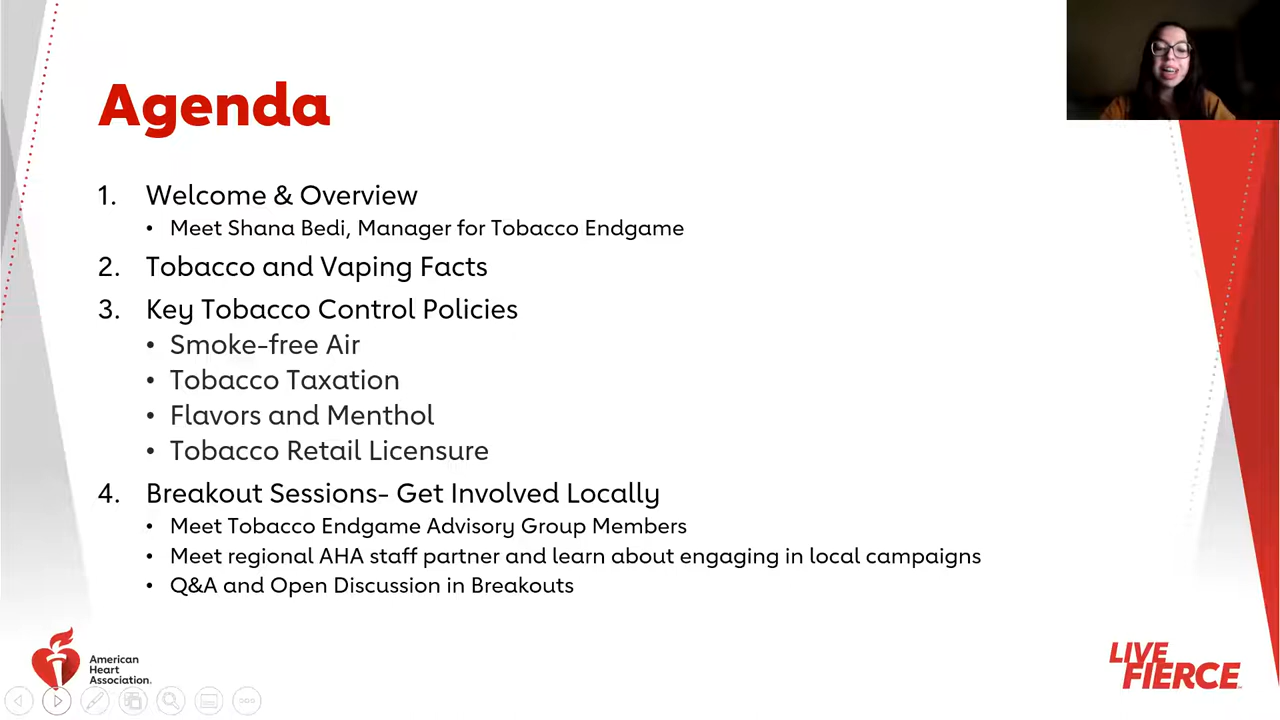 Agenda
1. Welcome & Overview
• Meet Shana Bedi, Manager for Tobacco Endgame
2. Tobacco and Vaping Facts
3. Key Tobacco Control Policies
• Smoke-free Air
• Tobacco Taxation
• Flavors and Menthol
• Tobacco Retail Licensure
4. Breakout Sessions- Get Involved Locally
• Meet Tobacco Endgame Advisory Group Members
• Meet regional AHA staff partner and learn about engaging in local campaigns
• Q&A and Open Discussion in Breakouts
American
Heart
Association.
LIVE
FIERCE